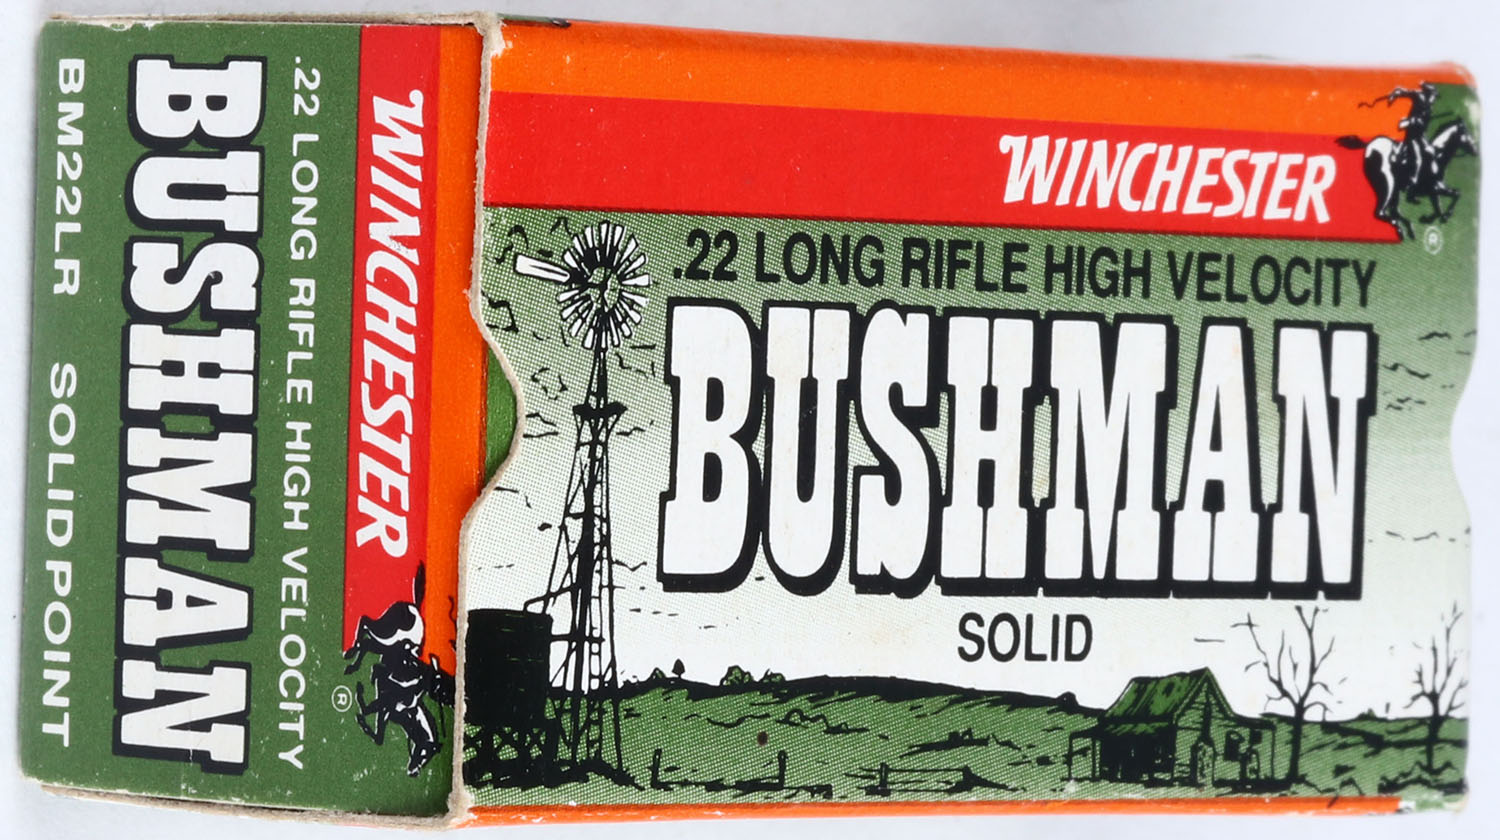 WINCHESTER
®
.22 LONG RIFLE HIGH VELOCITY
BUSHMAN
SOLID
WINCHESTER
®
.22 LONG RIFLE HIGH VELOCITY
BUSHMAN
BM22LR SOLID POINT